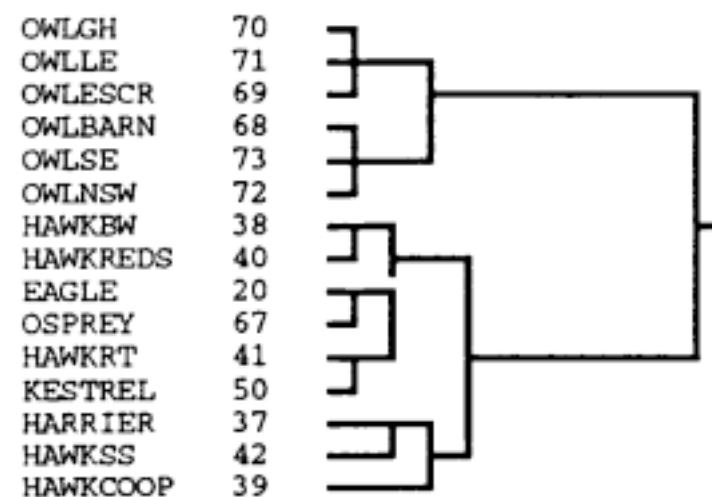 OWLGH 70
OWLLE 71
OWLESCR 69
OWLBARN 68
OWLSE 73
OWLNSW 72
HAWKBW 38
HAWKREDS 40
EAGLE 20
OSPREY 67
HAWKRT 41
KESTREL 50
HARRIER 37
HAWKSS 42
HAWKCOOP 39